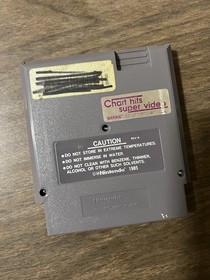 Chart hits
super video
CAUTION
●DO NOT STORE IN EXTREME TEMPERATURES.
●DO NOT IMMERSE IN WATER.
●DO NOT CLEAN WITH BENZENE, THINNER,
ALCOHOL OR OTHER SUCH SOLVENTS.
©Nintendo 1985